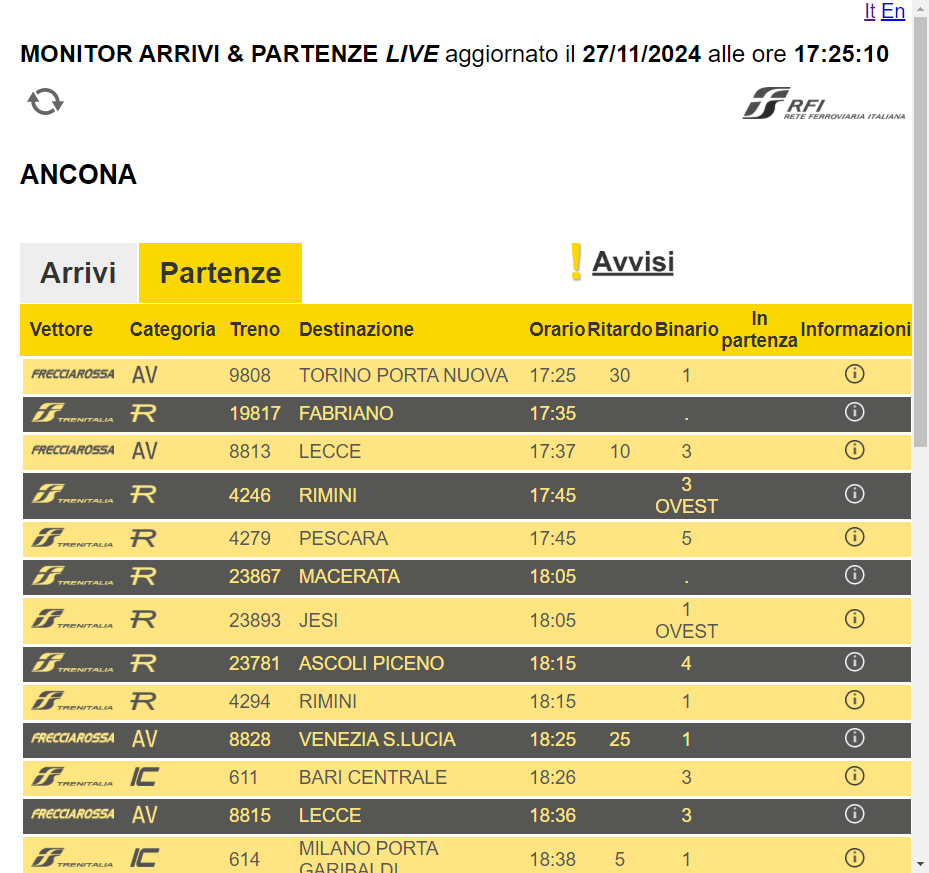 It En
MONITOR ARRIVI & PARTENZE LIVE aggiornato il 27/11/2024 alle ore 17:25:10
RFI
RETE FERROVIARIA ITALIANA
ANCONA
Arrivi Partenze ! Avvisi
Vettore Categoria Treno Destinazione Orario Ritardo Binario In partenza Informazioni
FRECCIAROSSA AV 9808 TORINO PORTA NUOVA 17:25 30 1
TRENITALIA R 19817 FABRIANO 17:35 .
FRECCIAROSSA AV 8813 LECCE 17:37 10 3
TRENITALIA R 4246 RIMINI 17:45 3 OVEST
TRENITALIA R 4279 PESCARA 17:45 5
TRENITALIA R 23867 MACERATA 18:05 .
TRENITALIA R 23893 JESI 18:05 1 OVEST
TRENITALIA R 23781 ASCOLI PICENO 18:15 4
TRENITALIA R 4294 RIMINI 18:15 1
FRECCIAROSSA AV 8828 VENEZIA S.LUCIA 18:25 25 1
TRENITALIA IC 611 BARI CENTRALE 18:26 3
FRECCIAROSSA AV 8815 LECCE 18:36 3
TRENITALIA IC 614 MILANO PORTA GARIBALDI 18:38 5 1